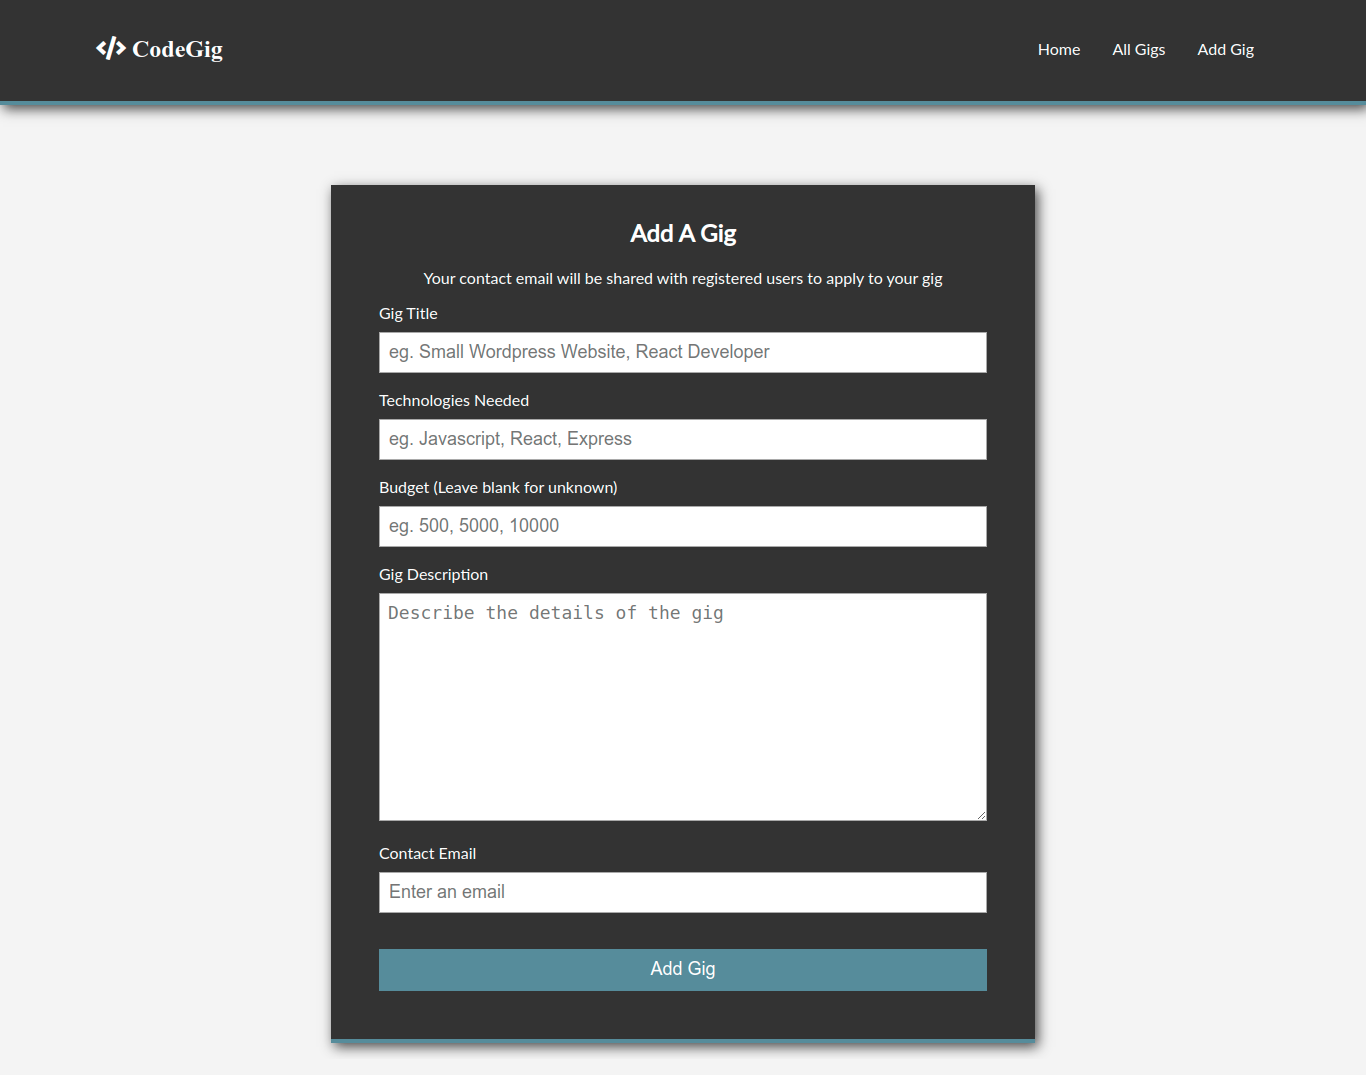 CodeGig
Home All Gigs Add Gig
Add A Gig
Your contact email will be shared with registered users to apply to your gig
Gig Title
eg. Small Wordpress Website, React Developer
Technologies Needed
eg. Javascript, React, Express
Budget (Leave blank for unknown)
eg. 500, 5000, 10000
Gig Description
Describe the details of the gig
Contact Email
Enter an email
Add Gig